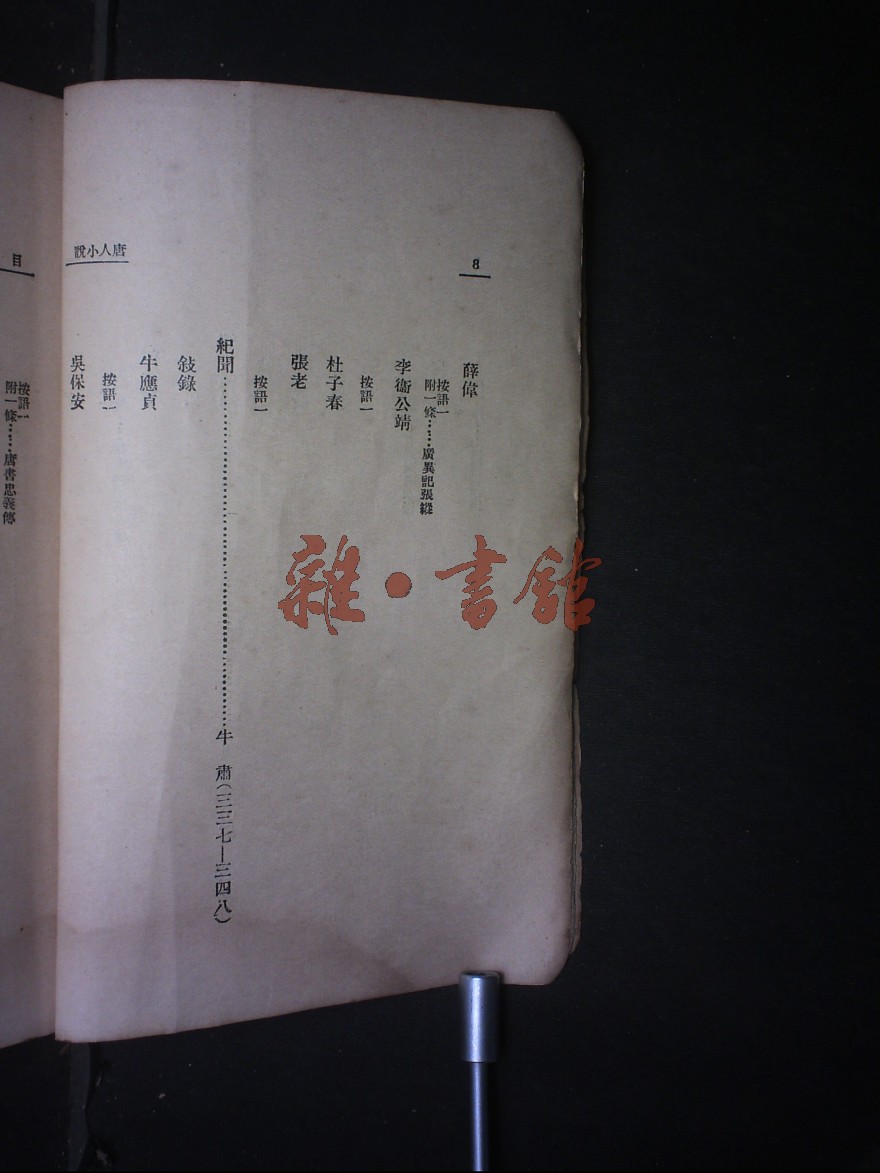 8
薛偉
按語一
附一條……廣異記張縱
李衞公靖
按語一
杜子春
張老
按語一
紀聞……牛 肅(三三七—三四八)
敍錄
牛應貞
按語一
吳保安
唐人小說
目
按語一
附一條……唐書忠義傳
雜·書館